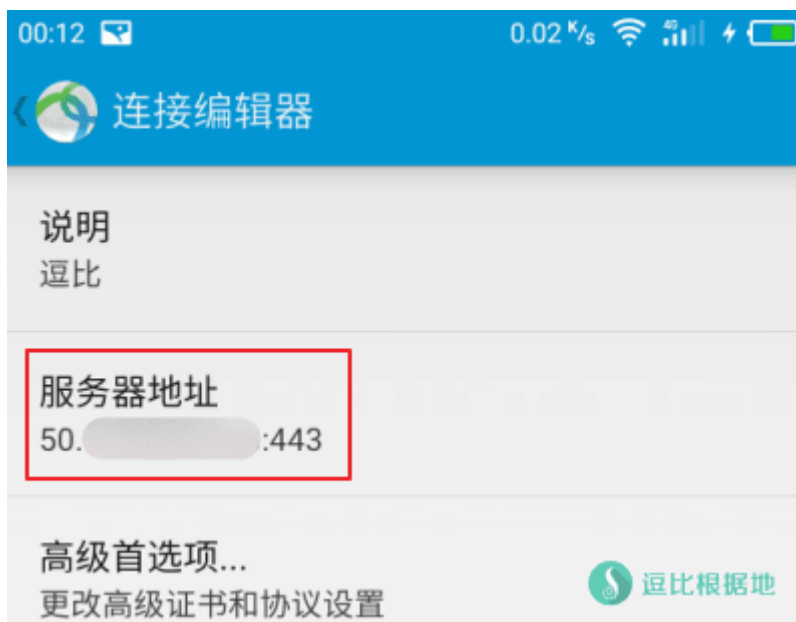 00:12 0.02 K/s 4G
连接编辑器
说明
逗比
服务器地址
50. :443
高级首选项...
更改高级证书和协议设置
逗比根据地